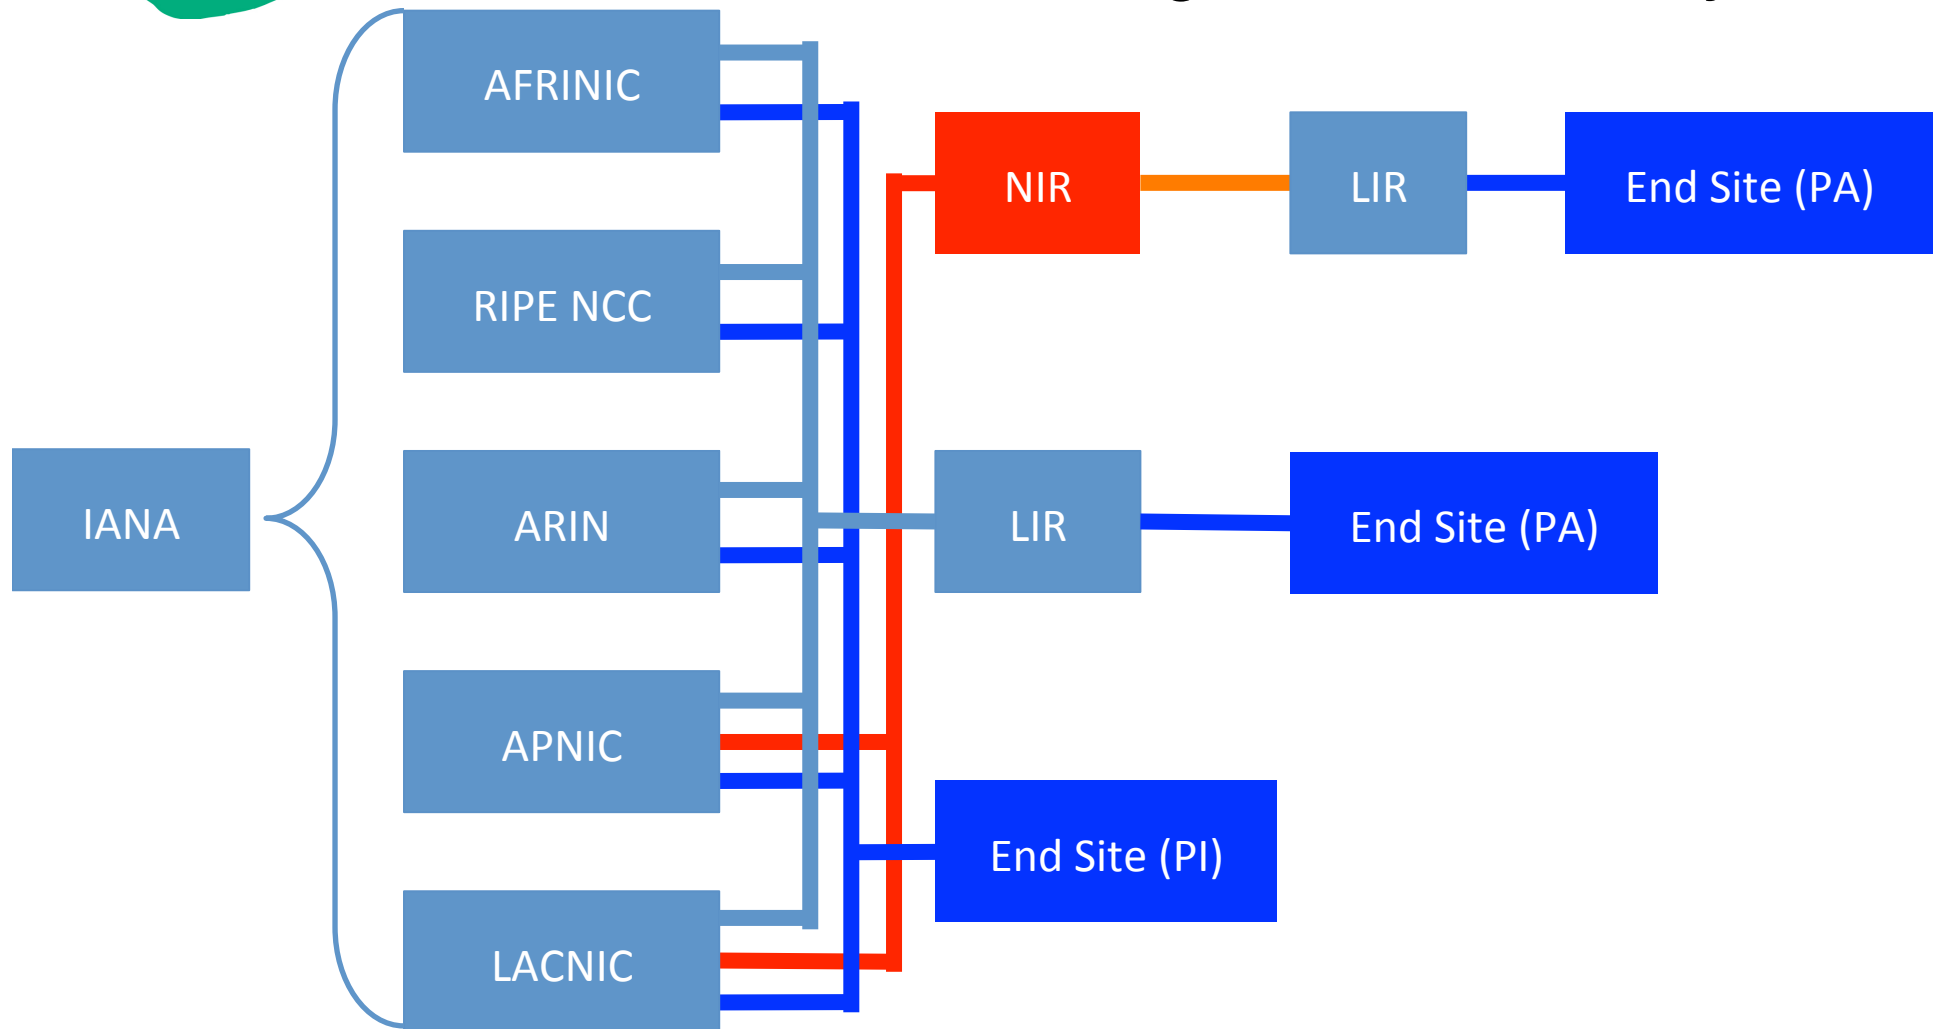 IANA
AFRINIC
RIPE NCC
ARIN
APNIC
LACNIC
NIR
LIR
End Site (PA)
LIR
End Site (PA)
End Site (PI)